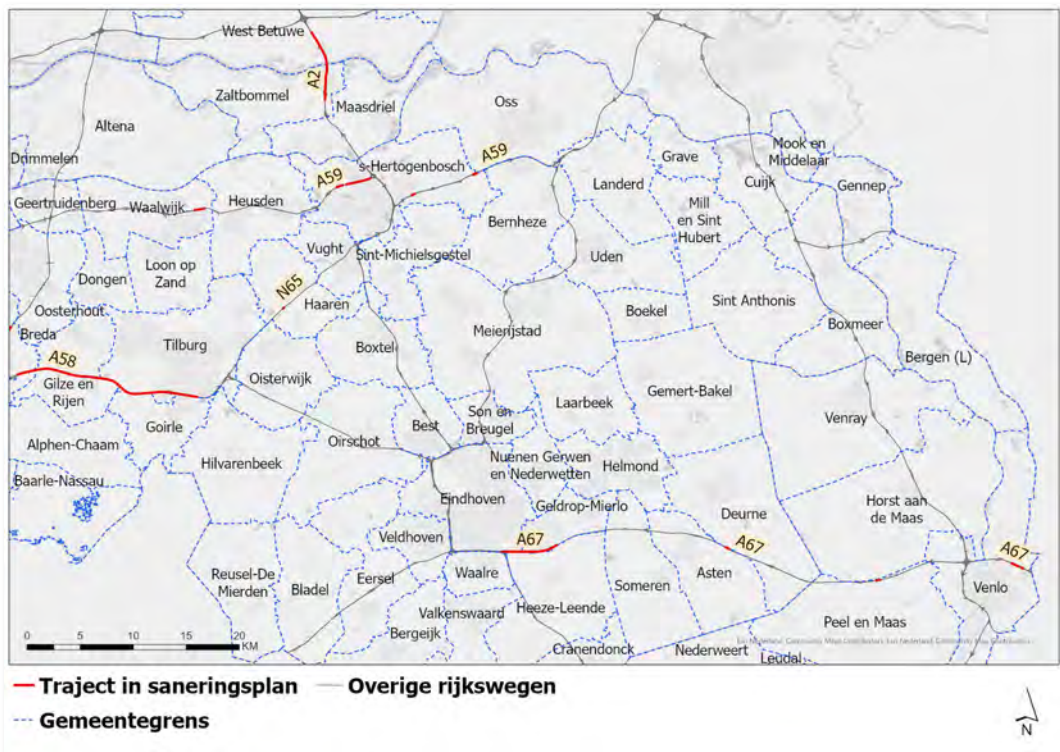 West Betuwe
A2
Zaltbommel
Maasdriel
Oss
Altena
Mook en
Middelaar
Drimmelen
s-Hertogenbosch
A59
Grave
A59
Cuijk
Gennep
Landerd
Geertruidenberg
Waalwijk
Heusden
Mill
en Sint
Hubert
Bernheze
Vught
Sint-Michielsgestel
Uden
Loon op
Zand
Dongen
N65
Haaren
Sint Anthonis
Oosterhout
Boekel
Breda
Tilburg
Meierijstad
Boxmeer
Boxtel
Bergen (L)
A58
Gilze en
Rijen
Oisterwijk
Gemert-Bakel
Laarbeek
Son en
Breugel
Venray
Goirle
Best
Alphen-Chaam
Oirschot
Hilvarenbeek
Nuenen Gerwen
en Nederwetten
Helmond
Baarle-Nassau
Eindhoven
Geldrop-Mierlo
Horst aan
de Maas
Deurne
Veldhoven
A67
A67
A67
Reusel-De
Mierden
Bladel
Eersel
Waalre
Someren
Asten
Venlo
Valkenswaard
Heeze-Leende
Peel en Maas
Bergeijk
Cranendonck
Nederweert
Leudal
0 5 10 15 20
KM
Traject in saneringsplan
Overige rijkswegen
Gemeentegrens
N